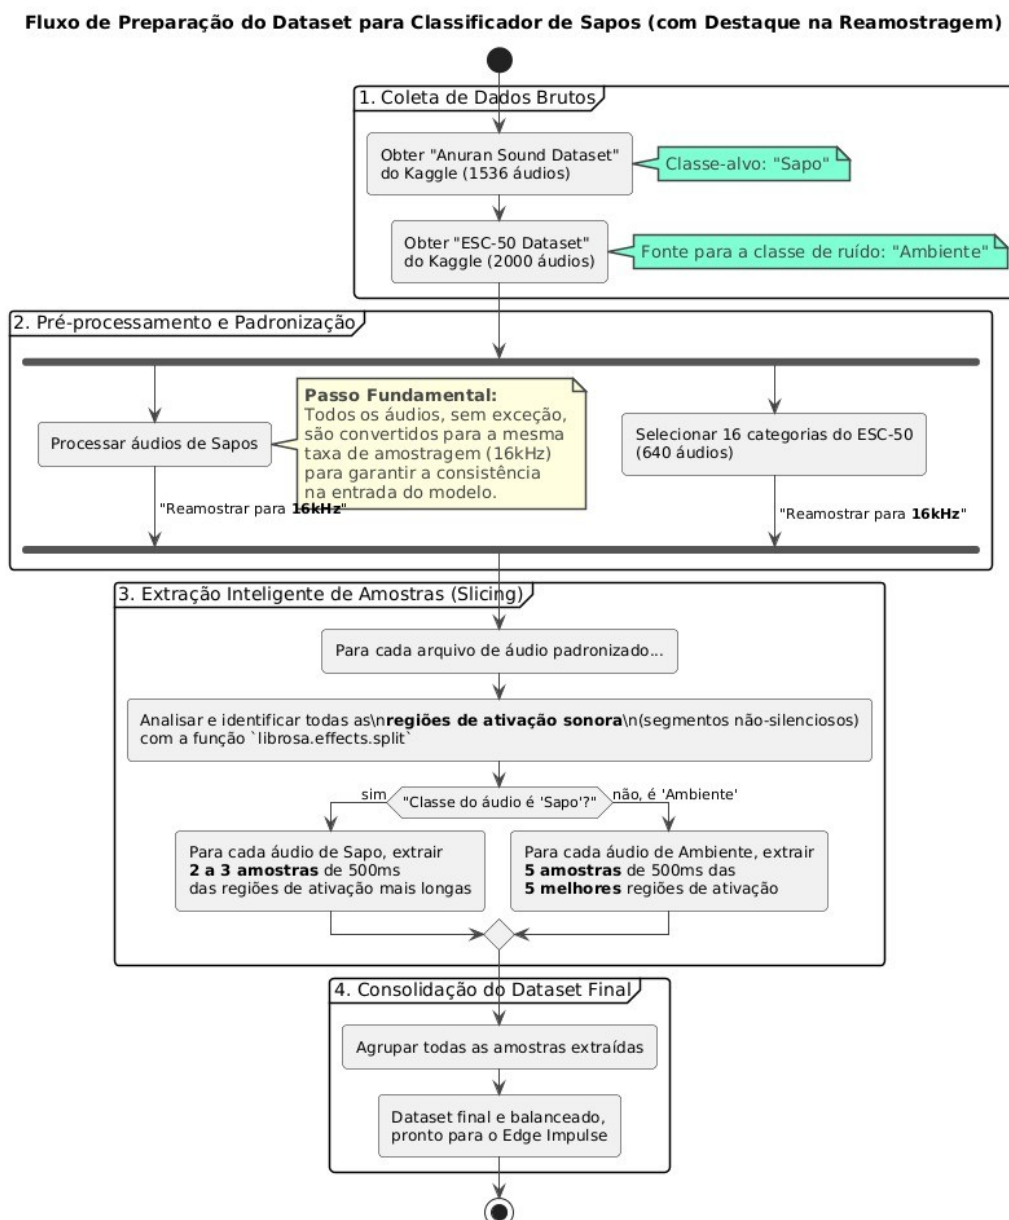 Fluxo de Preparação do Dataset para Classificador de Sapos (com Destaque na Reamostragem)
1. Coleta de Dados Brutos
Obter "Anuran Sound Dataset"
do Kaggle (1536 áudios)
Classe-alvo: "Sapo"
Obter "ESC-50 Dataset"
do Kaggle (2000 áudios)
Fonte para a classe de ruído: "Ambiente"
2. Pré-processamento e Padronização
Processar áudios de Sapos
Passo Fundamental:
Todos os áudios, sem exceção,
são convertidos para a mesma
taxa de amostragem (16kHz)
para garantir a consistência
na entrada do modelo.
Selecionar 16 categorias do ESC-50
(640 áudios)
"Reamostrar para 16kHz"
"Reamostrar para 16kHz"
3. Extração Inteligente de Amostras (Slicing)
Para cada arquivo de áudio padronizado...
Analisar e identificar todas as\nregiões de ativação sonora\n(segmentos não-silenciosos)
com a função `librosa.effects.split`
sim
"Classe do áudio é 'Sapo'?"
não, é 'Ambiente'
Para cada áudio de Sapo, extrair
2 a 3 amostras de 500ms
das regiões de ativação mais longas
Para cada áudio de Ambiente, extrair
5 amostras de 500ms das
5 melhores regiões de ativação
4. Consolidação do Dataset Final
Agrupar todas as amostras extraídas
Dataset final e balanceado,
pronto para o Edge Impulse